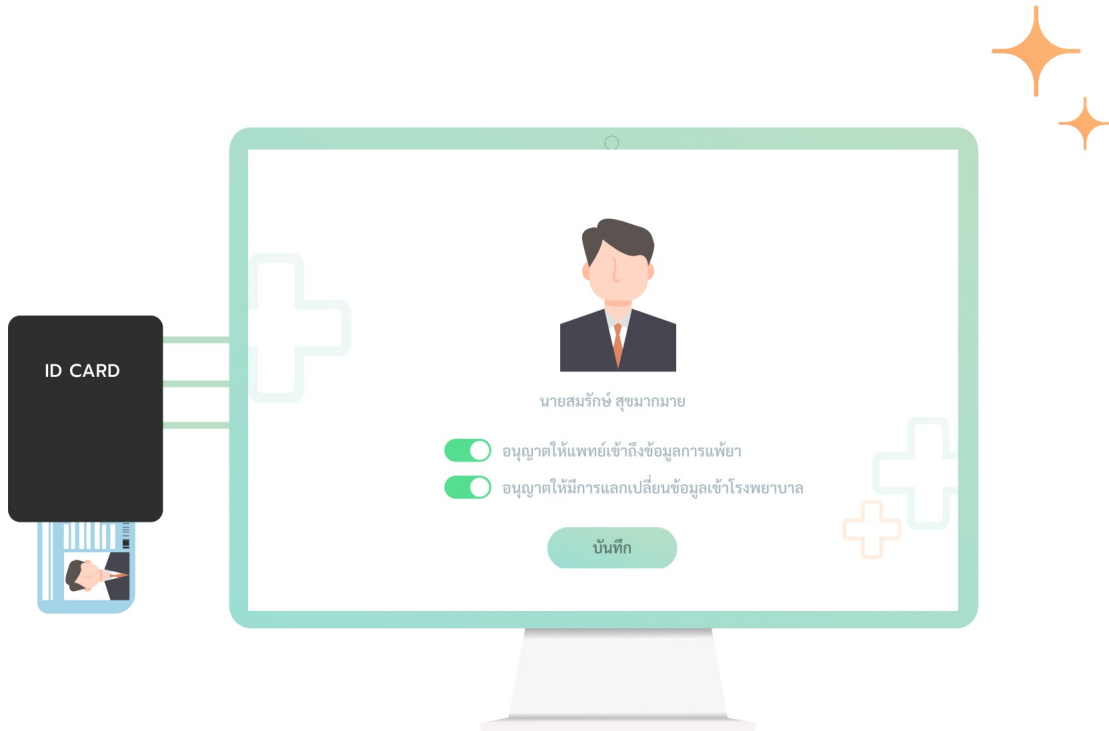 ID CARD
นายสมรักษ์ สุขมากมาย
อนุญาตให้แพทย์เข้าถึงข้อมูลการแพ้ยา
อนุญาตให้มีการแลกเปลี่ยนข้อมูลเข้าโรงพยาบาล
บันทึก